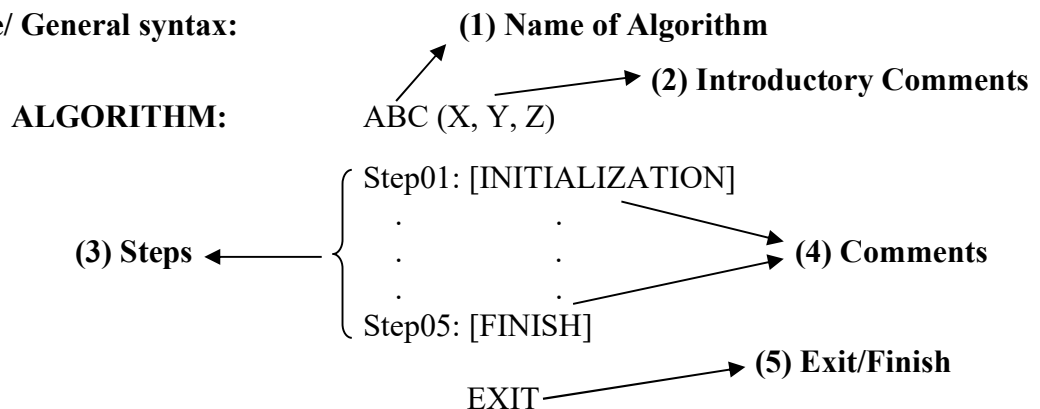 e/ General syntax: (1) Name of Algorithm
(2) Introductory Comments
ALGORITHM: ABC (X, Y, Z)
Step01: [INITIALIZATION]
. .
(3) Steps . . (4) Comments
. .
Step05: [FINISH]
(5) Exit/Finish
EXIT